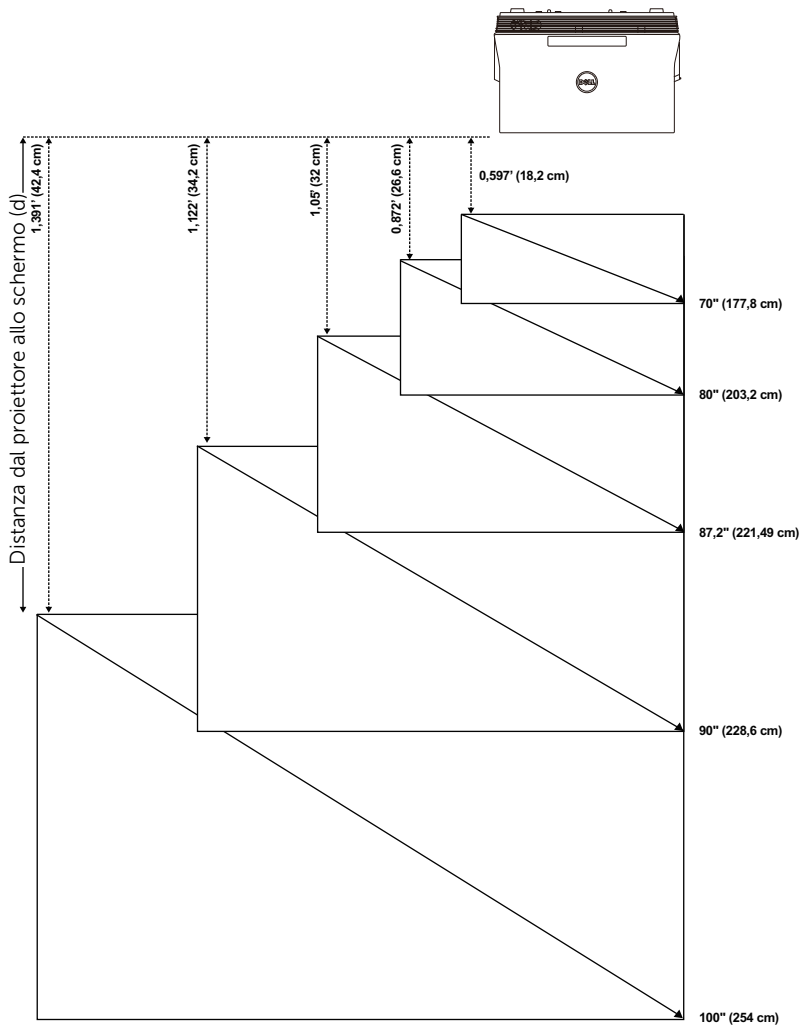 DELL
Distanza dal proiettore allo schermo (d)
1,391' (42,4 cm)
1,122' (34,2 cm)
1,05' (32 cm)
0,872' (26,6 cm)
0,597' (18,2 cm)
70" (177,8 cm)
80" (203,2 cm)
87,2" (221,49 cm)
90" (228,6 cm)
100" (254 cm)